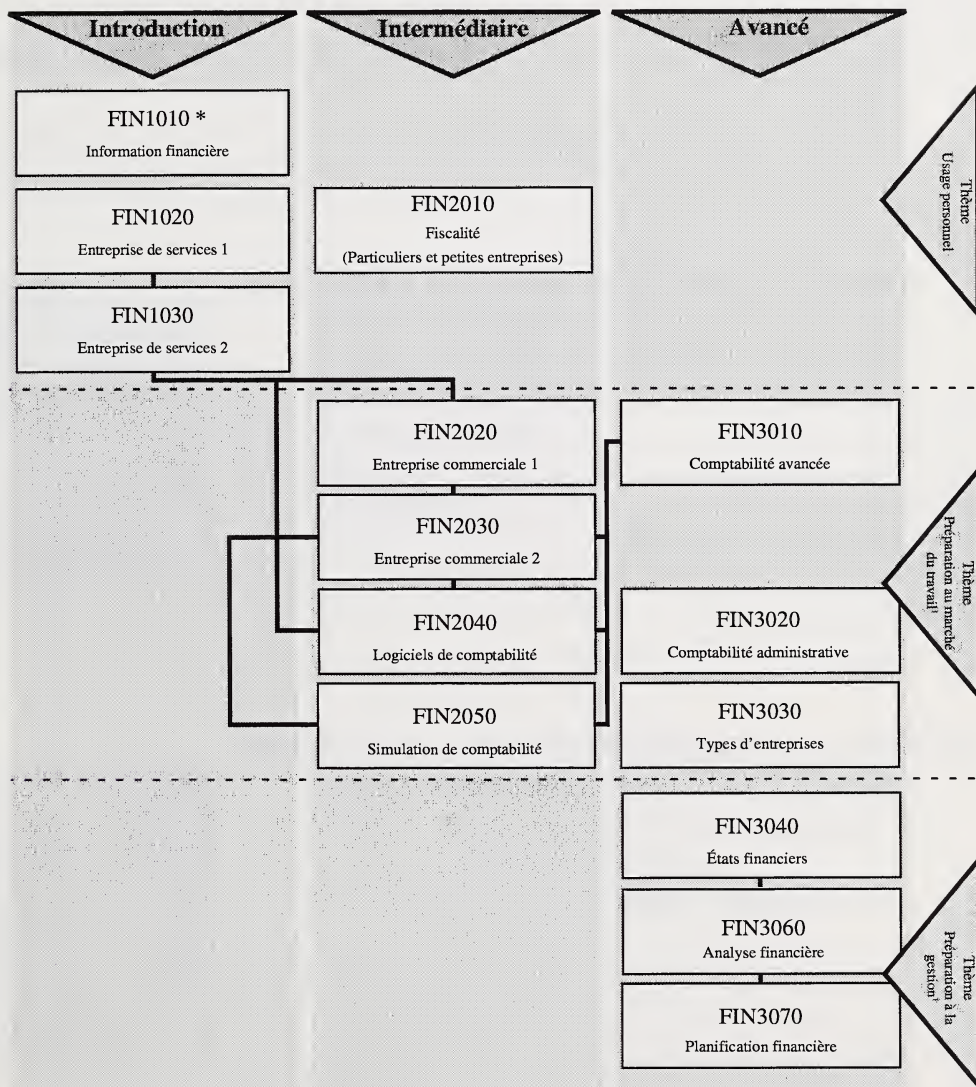 Introduction
Intermédiaire
Avancé
FIN1010 *
Information financière
FIN1020
Entreprise de services 1
FIN1030
Entreprise de services 2
FIN2010
Fiscalité
(Particuliers et petites entreprises)
Thème
Usage personnel
FIN2020
Entreprise commerciale 1
FIN2030
Entreprise commerciale 2
FIN2040
Logiciels de comptabilité
FIN2050
Simulation de comptabilité
FIN3010
Comptabilité avancée
FIN3020
Comptabilité administrative
FIN3030
Types d'entreprises
Thème
Préparation au marché
du travail
FIN3040
États financiers
FIN3060
Analyse financière
FIN3070
Planification financière
Thème
Préparation à la
gestion